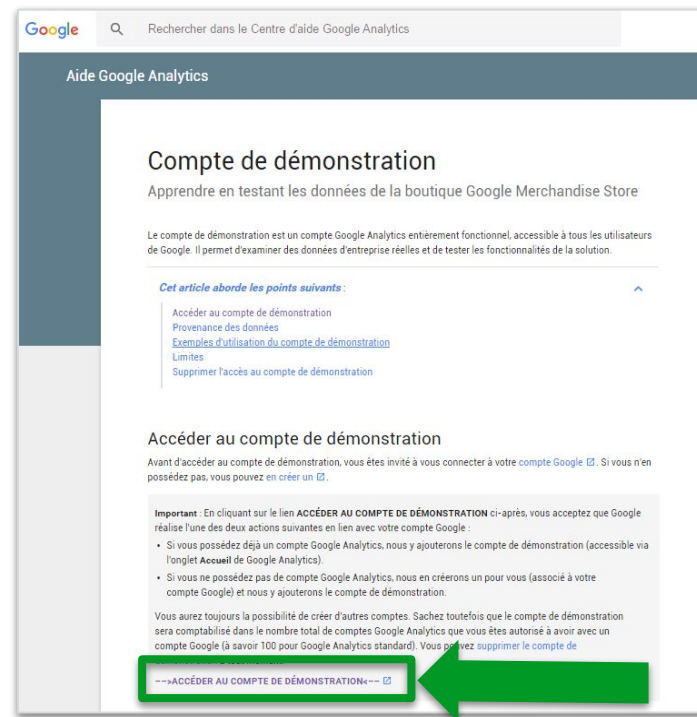 Google
Rechercher dans le Centre d'aide Google Analytics
Aide Google Analytics
Compte de démonstration
Apprendre en testant les données de la boutique Google Merchandise Store
Le compte de démonstration est un compte Google Analytics entièrement fonctionnel, accessible à tous les utilisateurs
de Google. Il permet d'examiner des données d'entreprise réelles et de tester les fonctionnalités de la solution.
Cet article aborde les points suivants :
Accéder au compte de démonstration
Provenance des données
Exemples d'utilisation du compte de démonstration
Limites
Supprimer l'accès au compte de démonstration
Accéder au compte de démonstration
Avant d'accéder au compte de démonstration, vous êtes invité à vous connecter à votre compte Google. Si vous n'en
possédez pas, vous pouvez en créer un.
Important : En cliquant sur le lien ACCÉDER AU COMPTE DE DÉMONSTRATION ci-après, vous acceptez que Google
réalise l'une des deux actions suivantes en lien avec votre compte Google :
• Si vous possédez déjà un compte Google Analytics, nous y ajouterons le compte de démonstration (accessible via
l'onglet Accueil de Google Analytics).
• Si vous ne possédez pas de compte Google Analytics, nous en créerons un pour vous (associé à votre
compte Google) et nous y ajouterons le compte de démonstration.
Vous aurez toujours la possibilité de créer d'autres comptes. Sachez toutefois que le compte de démonstration
sera comptabilisé dans le nombre total de comptes Google Analytics que vous êtes autorisé à avoir avec un
compte Google (à savoir 100 pour Google Analytics standard). Vous pouvez supprimer le compte de
-->ACCÉDER AU COMPTE DE DÉMONSTRATION<--